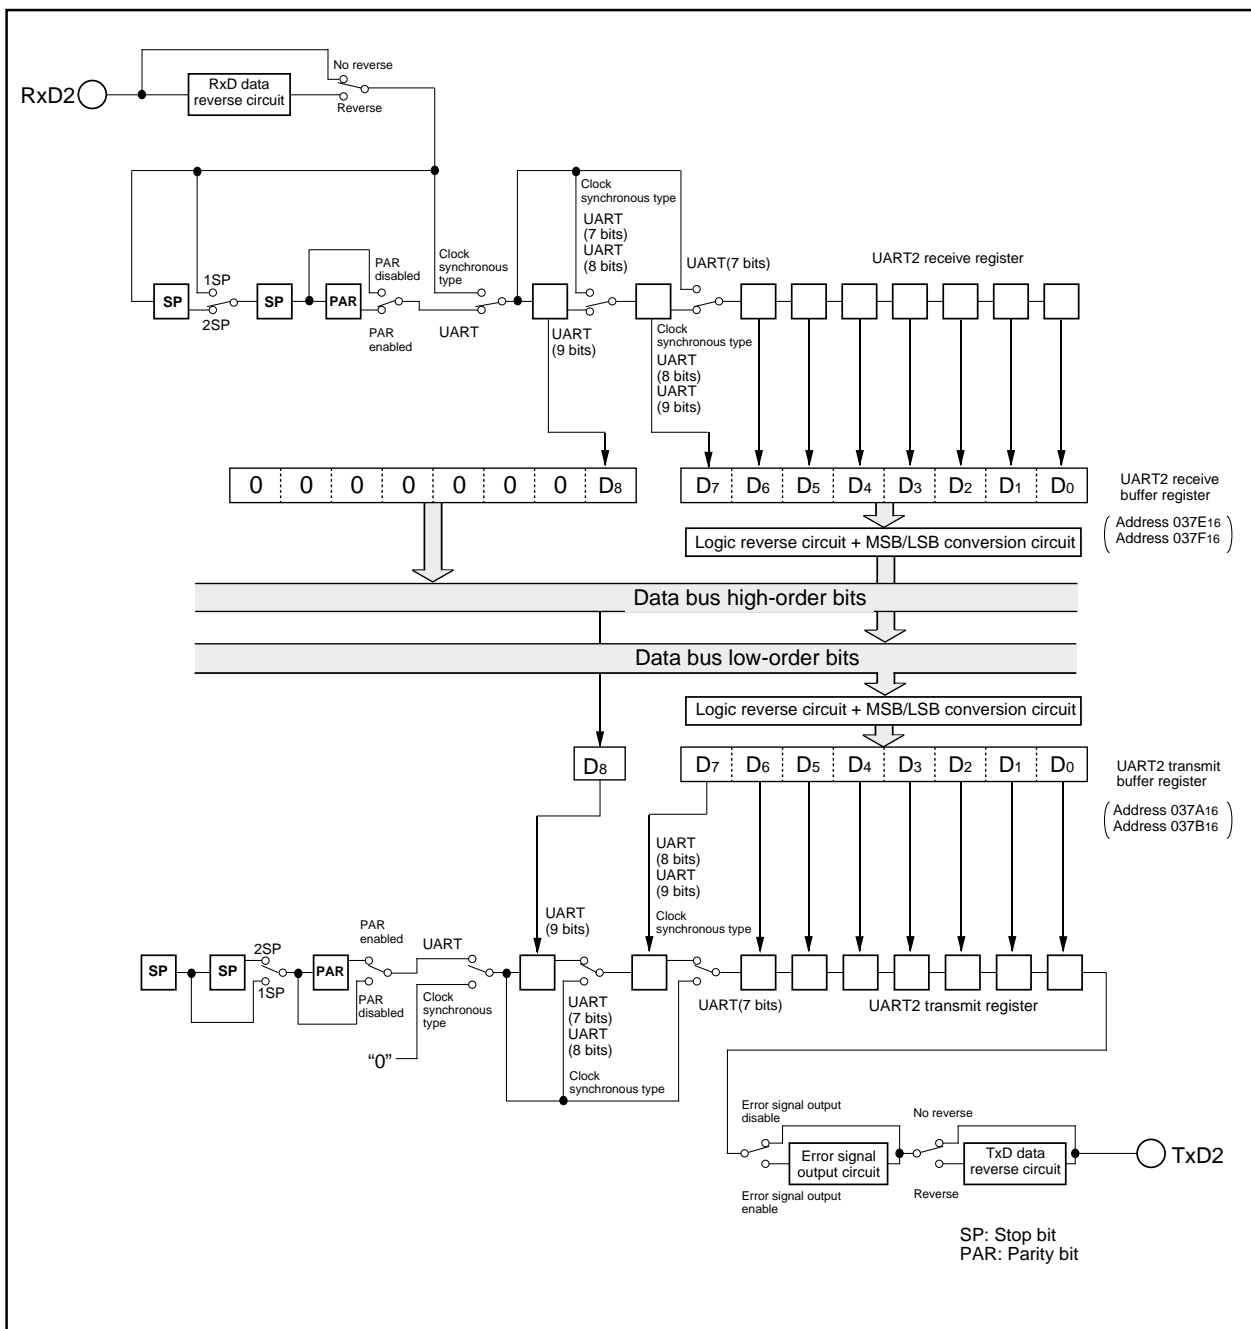 No reverse
RxD2
RxD data
reverse circuit
Reverse
Clock
synchronous type
UART
(7 bits)
UART
(8 bits)
1SP
PAR
disabled
Clock
synchronous
type
UART(7 bits)
UART2 receive register
SP
SP
PAR
2SP
PAR
enabled
UART
UART
(9 bits)
Clock
synchronous type
UART
(8 bits)
UART
(9 bits)
0 0 0 0 0 0 0 D8
D7 D6 D5 D4 D3 D2 D1 D0
UART2 receive
buffer register
Address 037E16
Address 037F16
Logic reverse circuit + MSB/LSB conversion circuit
Data bus high-order bits
Data bus low-order bits
Logic reverse circuit + MSB/LSB conversion circuit
D8
D7 D6 D5 D4 D3 D2 D1 D0
UART2 transmit
buffer register
Address 037A16
Address 037B16
UART
(8 bits)
UART
(9 bits)
Clock
synchronous type
UART
(9 bits)
PAR
enabled
UART
2SP
SP
SP
PAR
1SP
PAR
disabled
Clock
synchronous
type
“0”
UART
(7 bits)
UART
(8 bits)
Clock
synchronous type
UART(7 bits)
UART2 transmit register
Error signal output
disable
No reverse
Error signal
output circuit
TxD data
reverse circuit
TxD2
Error signal output
enable
Reverse
SP: Stop bit
PAR: Parity bit